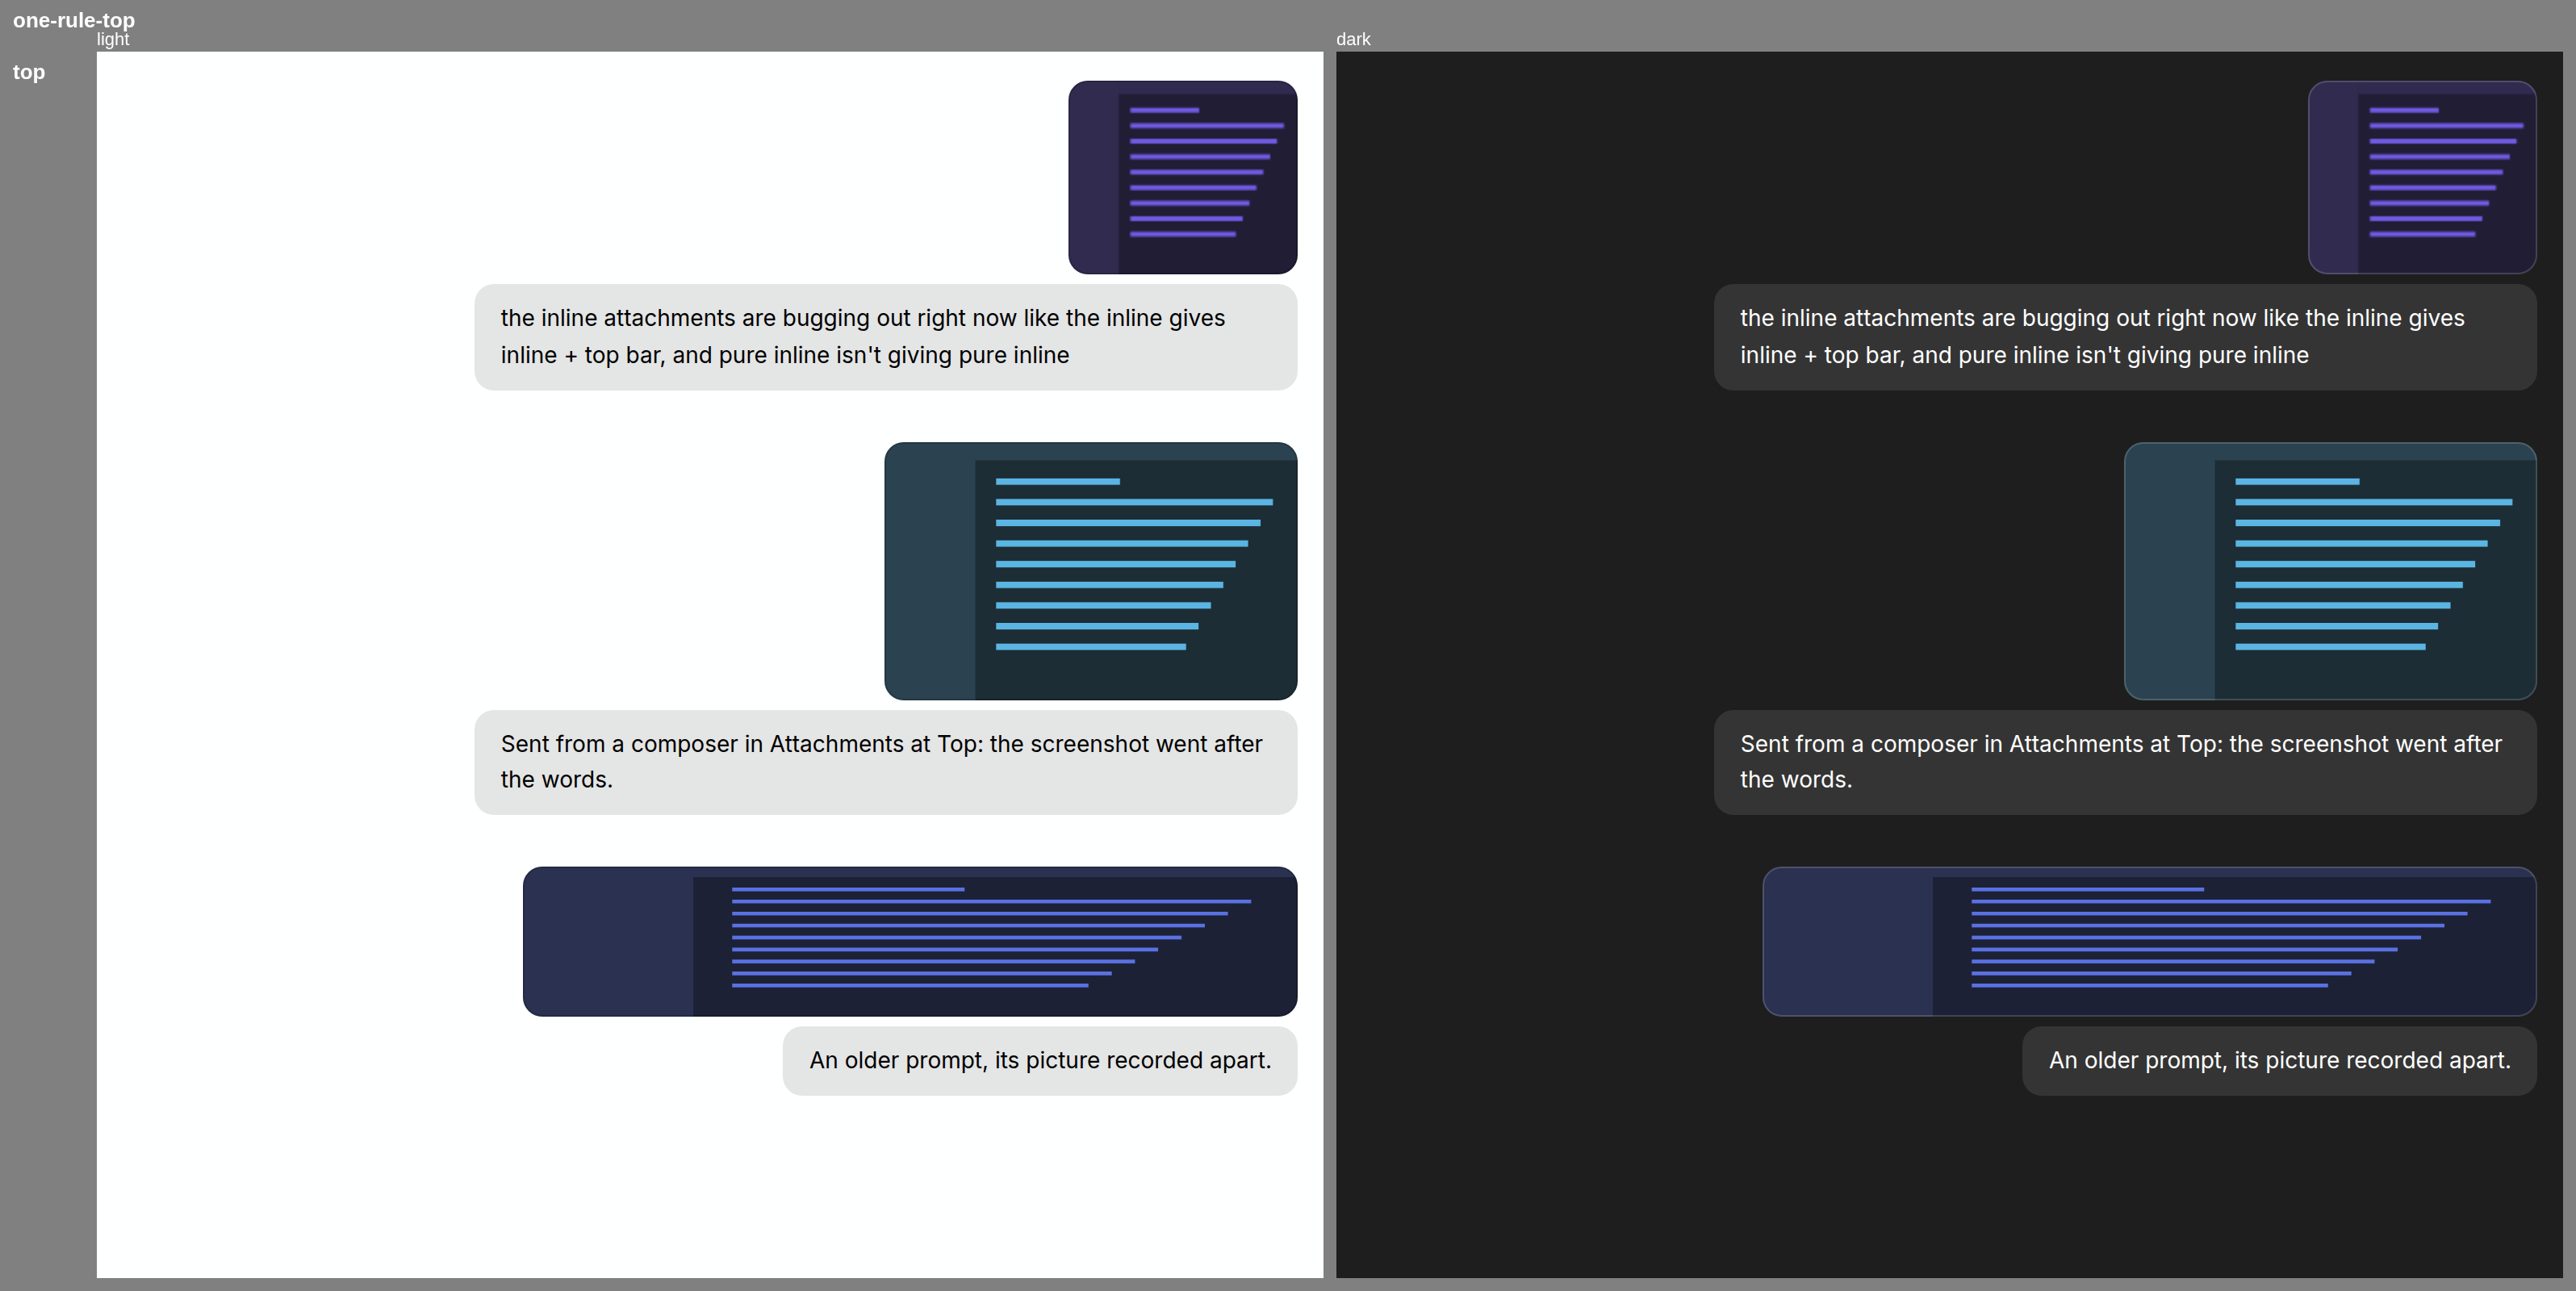 one-rule-top
light
dark
top
the inline attachments are bugging out right now like the inline gives
inline + top bar, and pure inline isn't giving pure inline
Sent from a composer in Attachments at Top: the screenshot went after
the words.
An older prompt, its picture recorded apart.
the inline attachments are bugging out right now like the inline gives
inline + top bar, and pure inline isn't giving pure inline
Sent from a composer in Attachments at Top: the screenshot went after
the words.
An older prompt, its picture recorded apart.